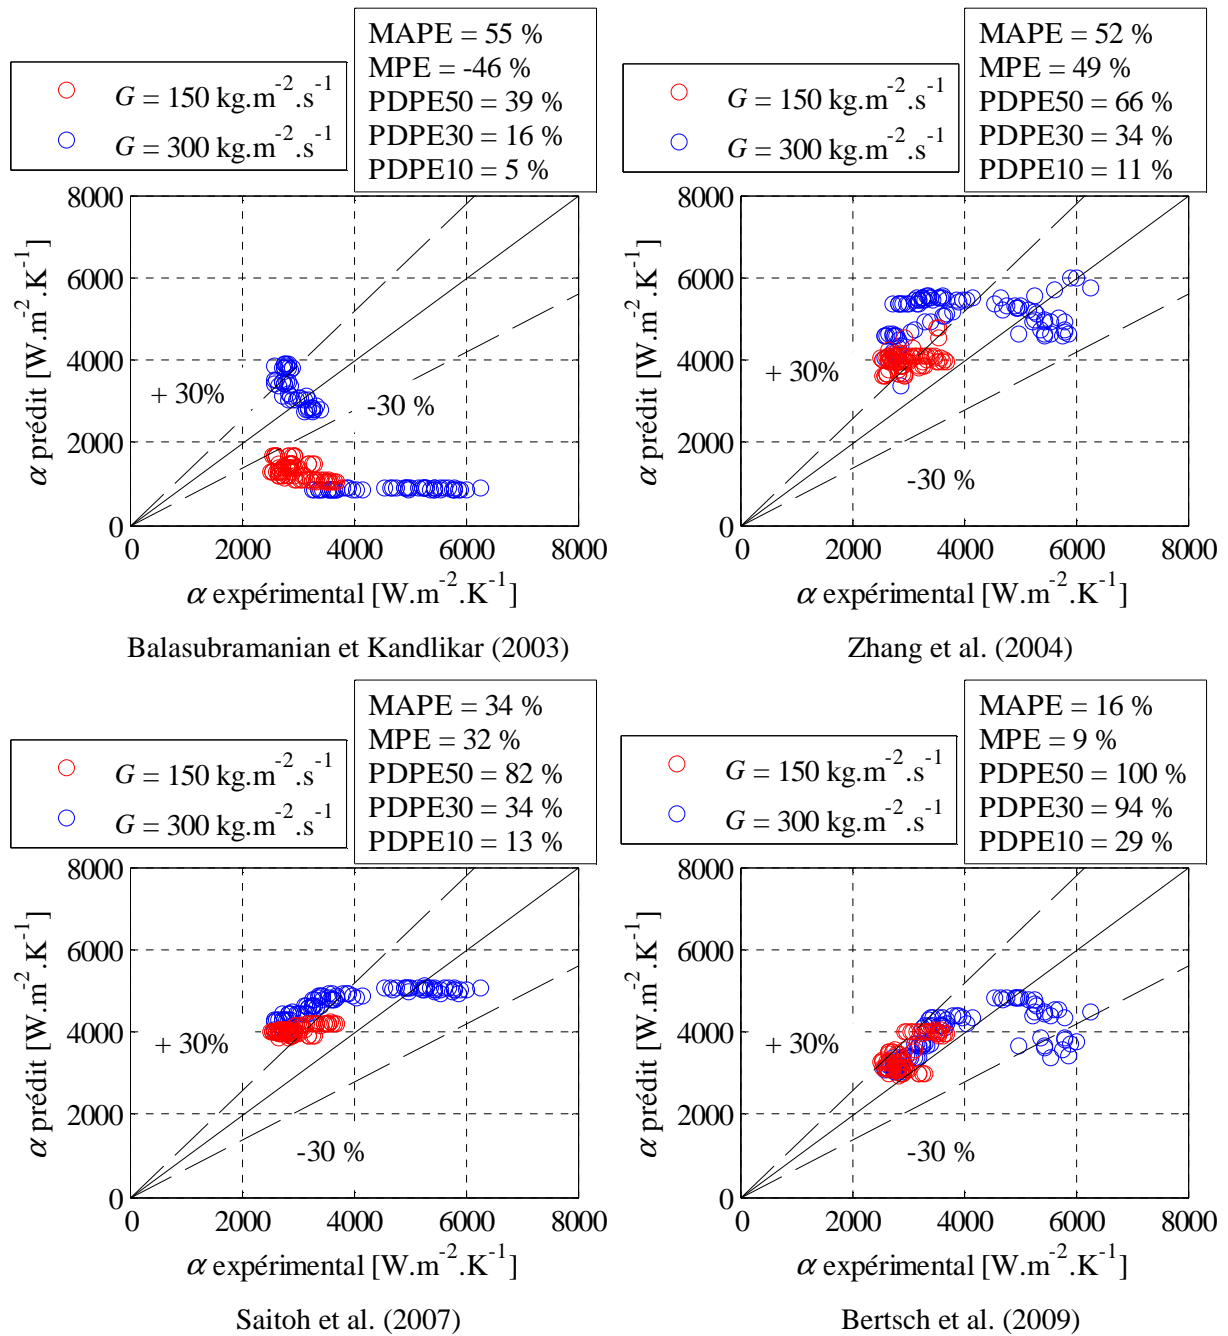 MAPE = 55 %
MPE = -46 %
PDPE50 = 39 %
PDPE30 = 16 %
PDPE10 = 5 %
G = 150 kg.m⁻².s⁻¹
G = 300 kg.m⁻².s⁻¹
8000
6000
4000
2000
0
α prédit [W.m⁻².K⁻¹]
+ 30%
-30 %
0 2000 4000 6000 8000
α expérimental [W.m⁻².K⁻¹]
Balasubramanian et Kandlikar (2003)
MAPE = 52 %
MPE = 49 %
PDPE50 = 66 %
PDPE30 = 34 %
PDPE10 = 11 %
G = 150 kg.m⁻².s⁻¹
G = 300 kg.m⁻².s⁻¹
8000
6000
4000
2000
0
α prédit [W.m⁻².K⁻¹]
+ 30%
-30 %
0 2000 4000 6000 8000
α expérimental [W.m⁻².K⁻¹]
Zhang et al. (2004)
MAPE = 34 %
MPE = 32 %
PDPE50 = 82 %
PDPE30 = 34 %
PDPE10 = 13 %
G = 150 kg.m⁻².s⁻¹
G = 300 kg.m⁻².s⁻¹
8000
6000
4000
2000
0
α prédit [W.m⁻².K⁻¹]
+ 30%
-30 %
0 2000 4000 6000 8000
α expérimental [W.m⁻².K⁻¹]
Saitoh et al. (2007)
MAPE = 16 %
MPE = 9 %
PDPE50 = 100 %
PDPE30 = 94 %
PDPE10 = 29 %
G = 150 kg.m⁻².s⁻¹
G = 300 kg.m⁻².s⁻¹
8000
6000
4000
2000
0
α prédit [W.m⁻².K⁻¹]
+ 30%
-30 %
0 2000 4000 6000 8000
α expérimental [W.m⁻².K⁻¹]
Bertsch et al. (2009)